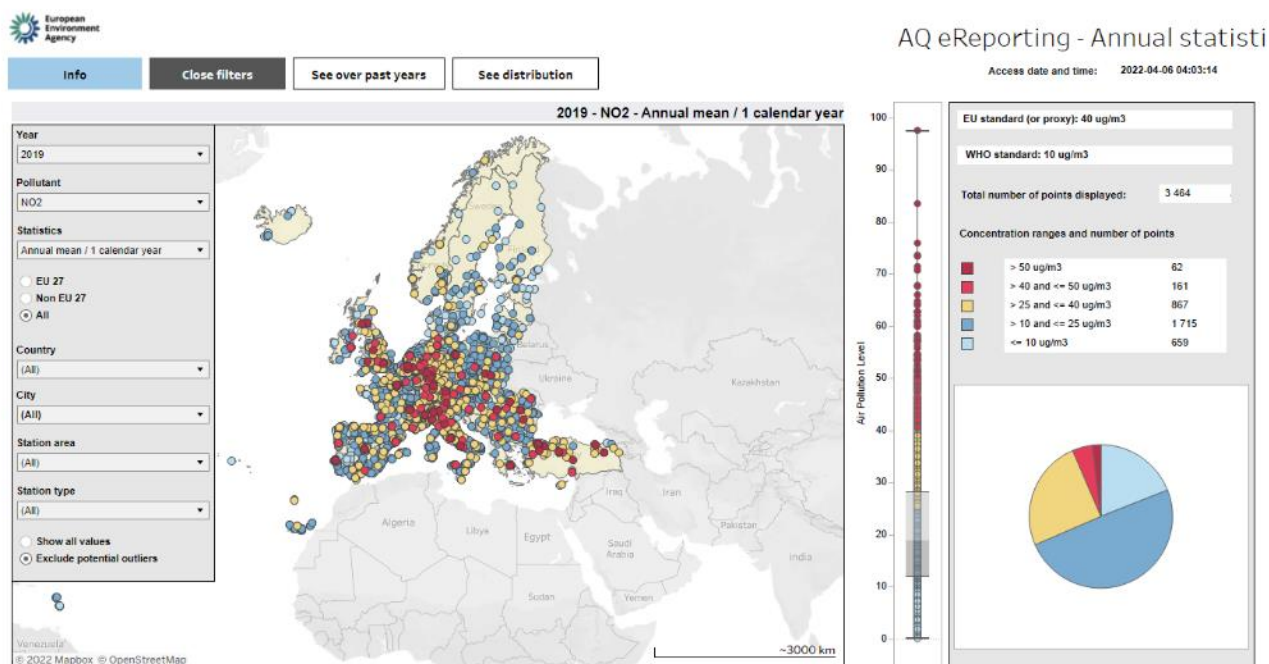 European
Environment
Agency
AQ eReporting - Annual statisti
Info
Close filters
See over past years
See distribution
Access date and time: 2022-04-06 04:03:14
2019 - NO2 - Annual mean / 1 calendar year
Year
2019
Pollutant
NO2
Statistics
Annual mean / 1 calendar year
EU 27
Non EU 27
All
Country
(All)
City
(All)
Station area
(All)
Station type
(All)
Show all values
Exclude potential outliers
Sweden
Belarus
Ukraine
Kazakhstan
Iraq
Iran
Algeria
Libya
Egypt
Saudi
Arabia
Pakistan
India
Sudan
Yemen
Venezuela
© 2022 Mapbox © OpenStreetMap
~3000 km
Air Pollution Level
100
90
80
70
60
50
40
30
20
10
0
EU standard (or proxy): 40 ug/m3
WHO standard: 10 ug/m3
Total number of points displayed: 3 464
Concentration ranges and number of points
> 50 ug/m3 62
> 40 and <= 50 ug/m3 161
> 25 and <= 40 ug/m3 867
> 10 and <= 25 ug/m3 1 715
<= 10 ug/m3 659